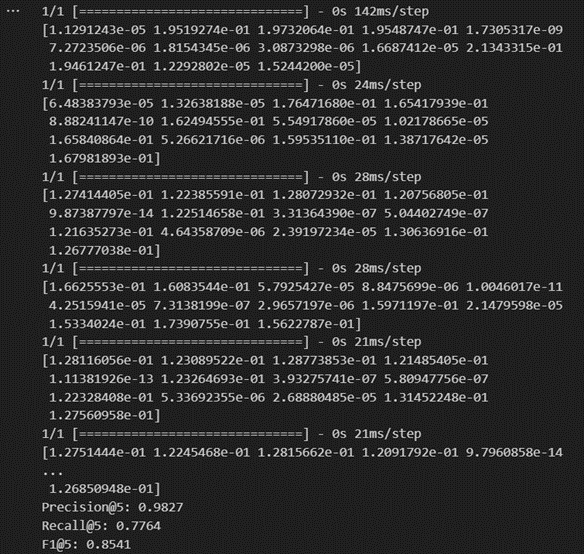 ...
1/1 [==============================] - 0s 142ms/step
[1.1291243e-05 1.9519274e-01 1.9732064e-01 1.9548747e-01 1.7305317e-09
7.2723506e-06 1.8154345e-06 3.0873298e-06 1.6687412e-05 2.1343315e-01
1.9461247e-01 1.2292802e-05 1.5244200e-05]
1/1 [==============================] - 0s 24ms/step
[6.48383793e-05 1.32638188e-05 1.76471680e-01 1.65417939e-01
8.88241147e-10 1.62494555e-01 5.54917860e-05 1.02178665e-05
1.65840864e-01 5.26621716e-06 1.59535110e-01 1.38717642e-05
1.67981893e-01]
1/1 [==============================] - 0s 28ms/step
[1.27414405e-01 1.22385591e-01 1.28072932e-01 1.20756805e-01
9.87387797e-14 1.22514658e-01 3.31364390e-07 5.04402749e-07
1.21635273e-01 4.64358709e-06 2.39197234e-05 1.30636916e-01
1.26777038e-01]
1/1 [==============================] - 0s 28ms/step
[1.6625553e-01 1.6083544e-01 5.7925427e-05 8.8475699e-06 1.0046017e-11
4.2515941e-05 7.3138199e-07 2.9657197e-06 1.5971197e-01 2.1479598e-05
1.5334024e-01 1.7390755e-01 1.5622787e-01]
1/1 [==============================] - 0s 21ms/step
[1.28116056e-01 1.23089522e-01 1.28773853e-01 1.21485405e-01
1.11381926e-13 1.23264693e-01 3.93275741e-07 5.80947756e-07
1.22328408e-01 5.33692355e-06 2.68880485e-05 1.31452248e-01
1.27560958e-01]
1/1 [==============================] - 0s 21ms/step
[1.2751444e-01 1.2245468e-01 1.2815662e-01 1.2091792e-01 9.7960858e-14
...
1.26850948e-01]
Precision@5: 0.9827
Recall@5: 0.7764
F1@5: 0.8541